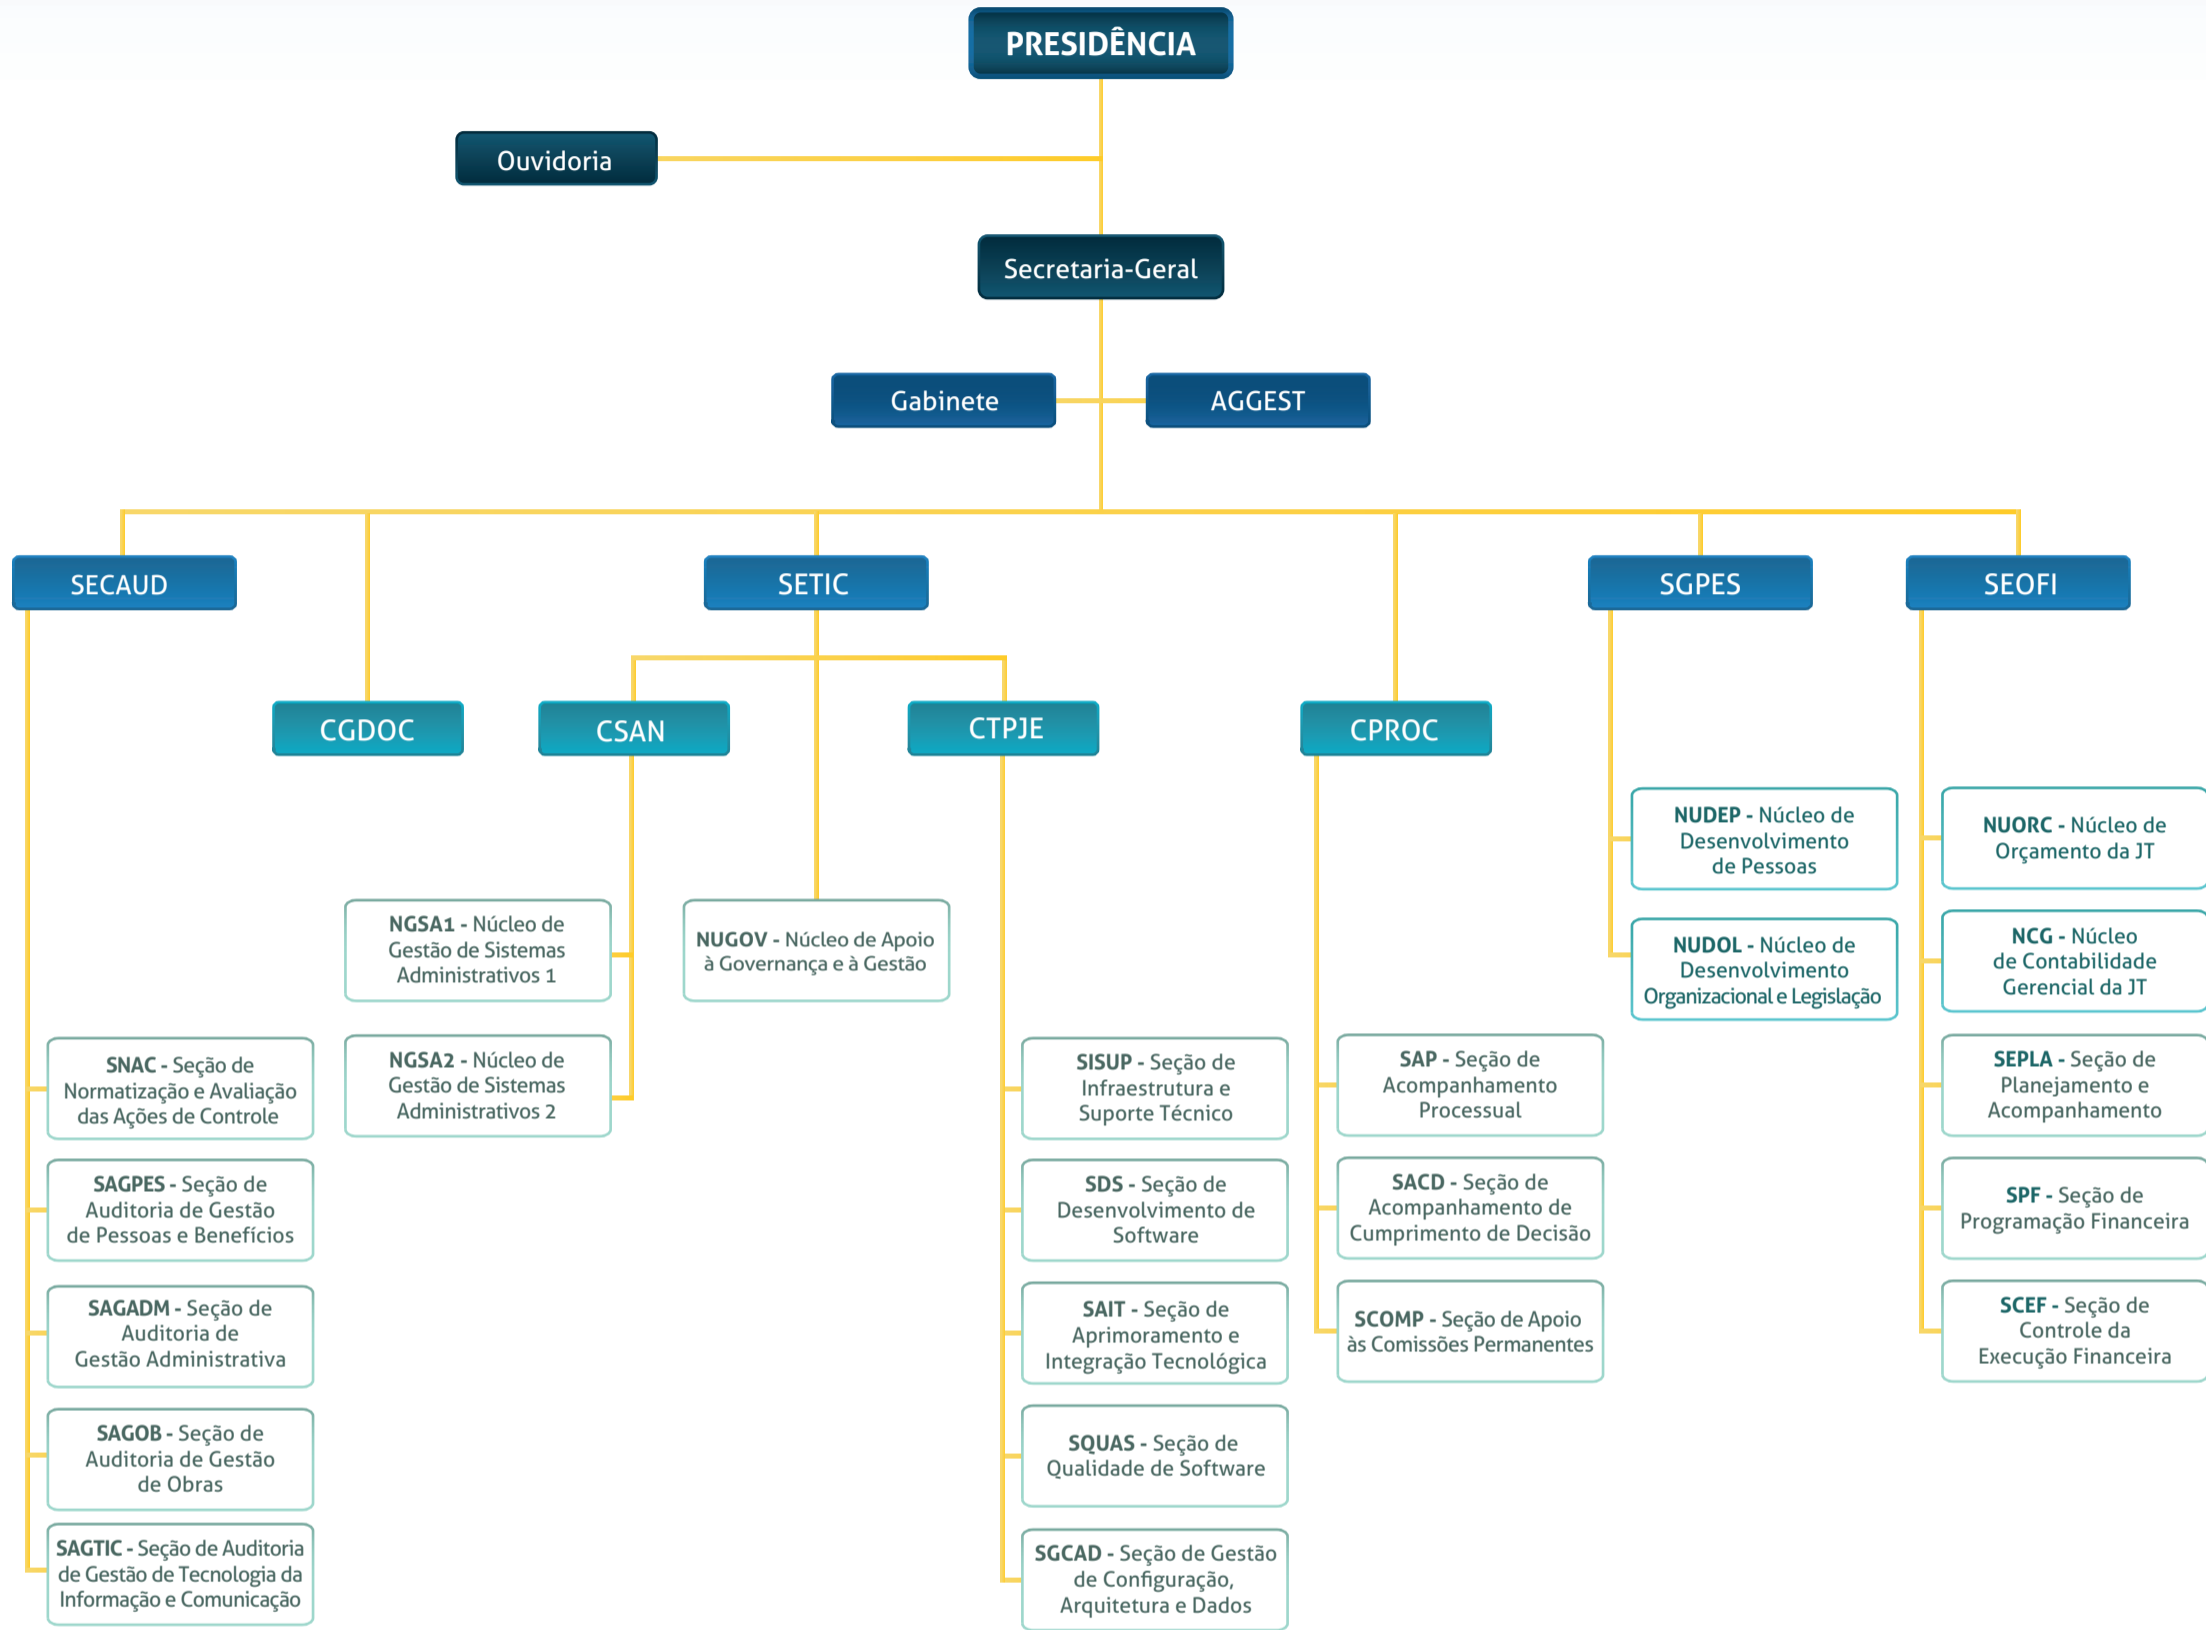 PRESIDÊNCIA
Ouvidoria
Secretaria-Geral
Gabinete
AGGEST
SECAUD
SETIC
SGPES
SEOFI
CGDOC
CSAN
CTPJE
CPROC
SNAC - Seção de
Normatização e Avaliação
das Ações de Controle
SAGPES - Seção de
Auditoria de Gestão
de Pessoas e Benefícios
SAGADM - Seção de
Auditoria de
Gestão Administrativa
SAGOB - Seção de
Auditoria de Gestão
de Obras
SAGTIC - Seção de Auditoria
de Gestão de Tecnologia da
Informação e Comunicação
NGSA1 - Núcleo de
Gestão de Sistemas
Administrativos 1
NGSA2 - Núcleo de
Gestão de Sistemas
Administrativos 2
NUGOV - Núcleo de Apoio
à Governança e à Gestão
SISUP - Seção de
Infraestrutura e
Suporte Técnico
SDS - Seção de
Desenvolvimento de
Software
SAIT - Seção de
Aprimoramento e
Integração Tecnológica
SQUAS - Seção de
Qualidade de Software
SGCAD - Seção de Gestão
de Configuração,
Arquitetura e Dados
SAP - Seção de
Acompanhamento
Processual
SACD - Seção de
Acompanhamento de
Cumprimento de Decisão
SCOMP - Seção de Apoio
às Comissões Permanentes
NUDEP - Núcleo de
Desenvolvimento
de Pessoas
NUDOL - Núcleo de
Desenvolvimento
Organizacional e Legislação
NUORC - Núcleo de
Orçamento da JT
NCG - Núcleo
de Contabilidade
Gerencial da JT
SEPLA - Seção de
Planejamento e
Acompanhamento
SPF - Seção de
Programação Financeira
SCEF - Seção de
Controle da
Execução Financeira